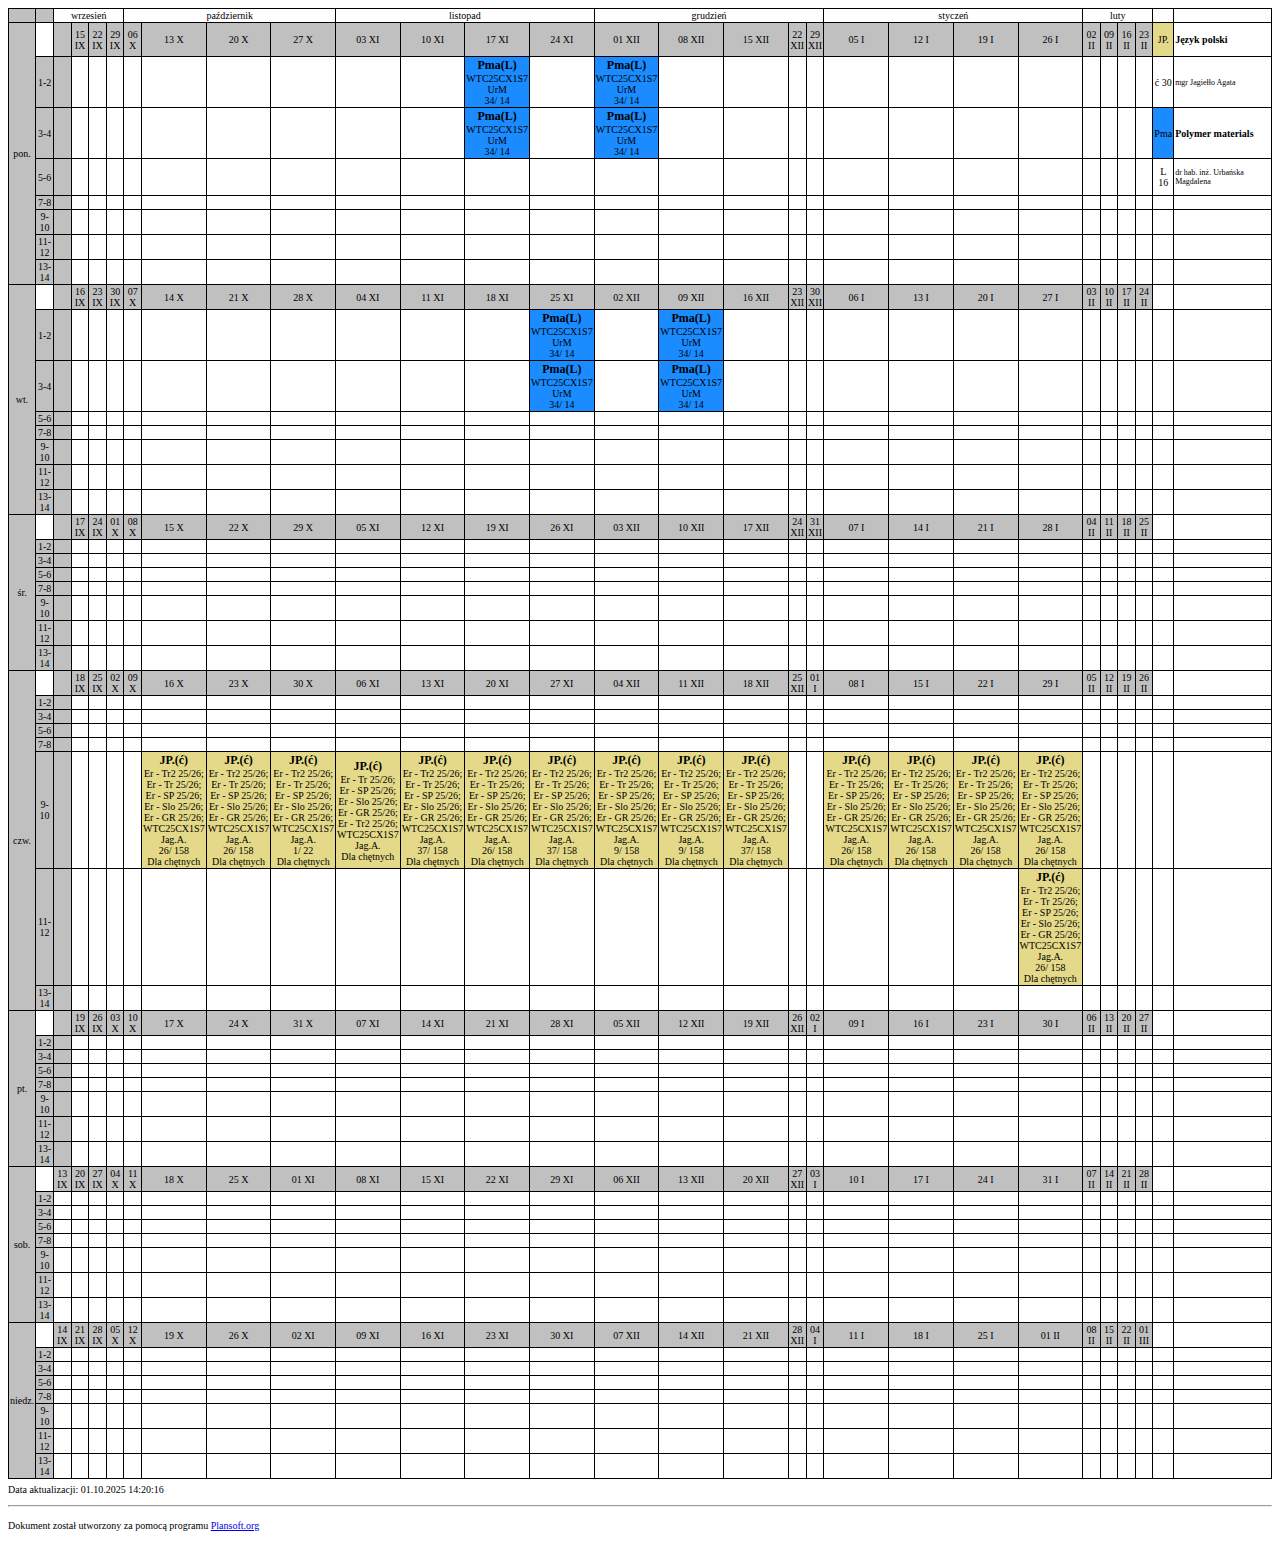 wrzesień październik listopad grudzień styczeń luty
pon. 15 IX 22 IX 29 IX 06 X 13 X 20 X 27 X 03 XI 10 XI 17 XI 24 XI 01 XII 08 XII 15 XII 22 XII 29 XII 05 I 12 I 19 I 26 I 02 II 09 II 16 II 23 II JP. Język polski
1-2 Pma(L) WTC25CX1S7 UrM 34/ 14 Pma(L) WTC25CX1S7 UrM 34/ 14 ć 30 mgr Jagiełło Agata
3-4 Pma(L) WTC25CX1S7 UrM 34/ 14 Pma(L) WTC25CX1S7 UrM 34/ 14 Pma Polymer materials
5-6 L 16 dr hab. inż. Urbańska Magdalena
7-8
9-10
11-12
13-14
wt. 16 IX 23 IX 30 IX 07 X 14 X 21 X 28 X 04 XI 11 XI 18 XI 25 XI 02 XII 09 XII 16 XII 23 XII 30 XII 06 I 13 I 20 I 27 I 03 II 10 II 17 II 24 II
1-2 Pma(L) WTC25CX1S7 UrM 34/ 14 Pma(L) WTC25CX1S7 UrM 34/ 14
3-4 Pma(L) WTC25CX1S7 UrM 34/ 14 Pma(L) WTC25CX1S7 UrM 34/ 14
5-6
7-8
9-10
11-12
13-14
śr. 17 IX 24 IX 01 X 08 X 15 X 22 X 29 X 05 XI 12 XI 19 XI 26 XI 03 XII 10 XII 17 XII 24 XII 31 XII 07 I 14 I 21 I 28 I 04 II 11 II 18 II 25 II
1-2
3-4
5-6
7-8
9-10
11-12
13-14
czw. 18 IX 25 IX 02 X 09 X 16 X 23 X 30 X 06 XI 13 XI 20 XI 27 XI 04 XII 11 XII 18 XII 25 XII 01 I 08 I 15 I 22 I 29 I 05 II 12 II 19 II 26 II
1-2
3-4
5-6
7-8
9-10
JP.(ć) Er - Tr2 25/26; Er - Tr 25/26; Er - SP 25/26; Er - Slo 25/26; Er - GR 25/26; WTC25CX1S7 Jag.A. 26/ 158 Dla chętnych
JP.(ć) Er - Tr2 25/26; Er - Tr 25/26; Er - SP 25/26; Er - Slo 25/26; Er - GR 25/26; WTC25CX1S7 Jag.A. 26/ 158 Dla chętnych
JP.(ć) Er - Tr2 25/26; Er - Tr 25/26; Er - SP 25/26; Er - Slo 25/26; Er - GR 25/26; WTC25CX1S7 Jag.A. 1/ 22 Dla chętnych
JP.(ć) Er - Tr 25/26; Er - SP 25/26; Er - Slo 25/26; Er - GR 25/26; Er - Tr2 25/26; WTC25CX1S7 Jag.A. Dla chętnych
JP.(ć) Er - Tr2 25/26; Er - Tr 25/26; Er - SP 25/26; Er - Slo 25/26; Er - GR 25/26; WTC25CX1S7 Jag.A. 37/ 158 Dla chętnych
JP.(ć) Er - Tr2 25/26; Er - Tr 25/26; Er - SP 25/26; Er - Slo 25/26; Er - GR 25/26; WTC25CX1S7 Jag.A. 26/ 158 Dla chętnych
JP.(ć) Er - Tr2 25/26; Er - Tr 25/26; Er - SP 25/26; Er - Slo 25/26; Er - GR 25/26; WTC25CX1S7 Jag.A. 37/ 158 Dla chętnych
JP.(ć) Er - Tr2 25/26; Er - Tr 25/26; Er - SP 25/26; Er - Slo 25/26; Er - GR 25/26; WTC25CX1S7 Jag.A. 9/ 158 Dla chętnych
JP.(ć) Er - Tr2 25/26; Er - Tr 25/26; Er - SP 25/26; Er - Slo 25/26; Er - GR 25/26; WTC25CX1S7 Jag.A. 9/ 158 Dla chętnych
JP.(ć) Er - Tr2 25/26; Er - Tr 25/26; Er - SP 25/26; Er - Slo 25/26; Er - GR 25/26; WTC25CX1S7 Jag.A. 37/ 158 Dla chętnych
JP.(ć) Er - Tr2 25/26; Er - Tr 25/26; Er - SP 25/26; Er - Slo 25/26; Er - GR 25/26; WTC25CX1S7 Jag.A. 26/ 158 Dla chętnych
JP.(ć) Er - Tr2 25/26; Er - Tr 25/26; Er - SP 25/26; Er - Slo 25/26; Er - GR 25/26; WTC25CX1S7 Jag.A. 26/ 158 Dla chętnych
JP.(ć) Er - Tr2 25/26; Er - Tr 25/26; Er - SP 25/26; Er - Slo 25/26; Er - GR 25/26; WTC25CX1S7 Jag.A. 26/ 158 Dla chętnych
JP.(ć) Er - Tr2 25/26; Er - Tr 25/26; Er - SP 25/26; Er - Slo 25/26; Er - GR 25/26; WTC25CX1S7 Jag.A. 26/ 158 Dla chętnych
11-12
JP.(ć) Er - Tr2 25/26; Er - Tr 25/26; Er - SP 25/26; Er - Slo 25/26; Er - GR 25/26; WTC25CX1S7 Jag.A. 26/ 158 Dla chętnych
13-14
pt. 19 IX 26 IX 03 X 10 X 17 X 24 X 31 X 07 XI 14 XI 21 XI 28 XI 05 XII 12 XII 19 XII 26 XII 02 I 09 I 16 I 23 I 30 I 06 II 13 II 20 II 27 II
1-2
3-4
5-6
7-8
9-10
11-12
13-14
sob. 13 IX 20 IX 27 IX 04 X 11 X 18 X 25 X 01 XI 08 XI 15 XI 22 XI 29 XI 06 XII 13 XII 20 XII 27 XII 03 I 10 I 17 I 24 I 31 I 07 II 14 II 21 II 28 II
1-2
3-4
5-6
7-8
9-10
11-12
13-14
niedz. 14 IX 21 IX 28 IX 05 X 12 X 19 X 26 X 02 XI 09 XI 16 XI 23 XI 30 XI 07 XII 14 XII 21 XII 28 XII 04 I 11 I 18 I 25 I 01 II 08 II 15 II 22 II 01 III
1-2
3-4
5-6
7-8
9-10
11-12
13-14
Data aktualizacji: 01.10.2025 14:20:16
Dokument został utworzony za pomocą programu Plansoft.org